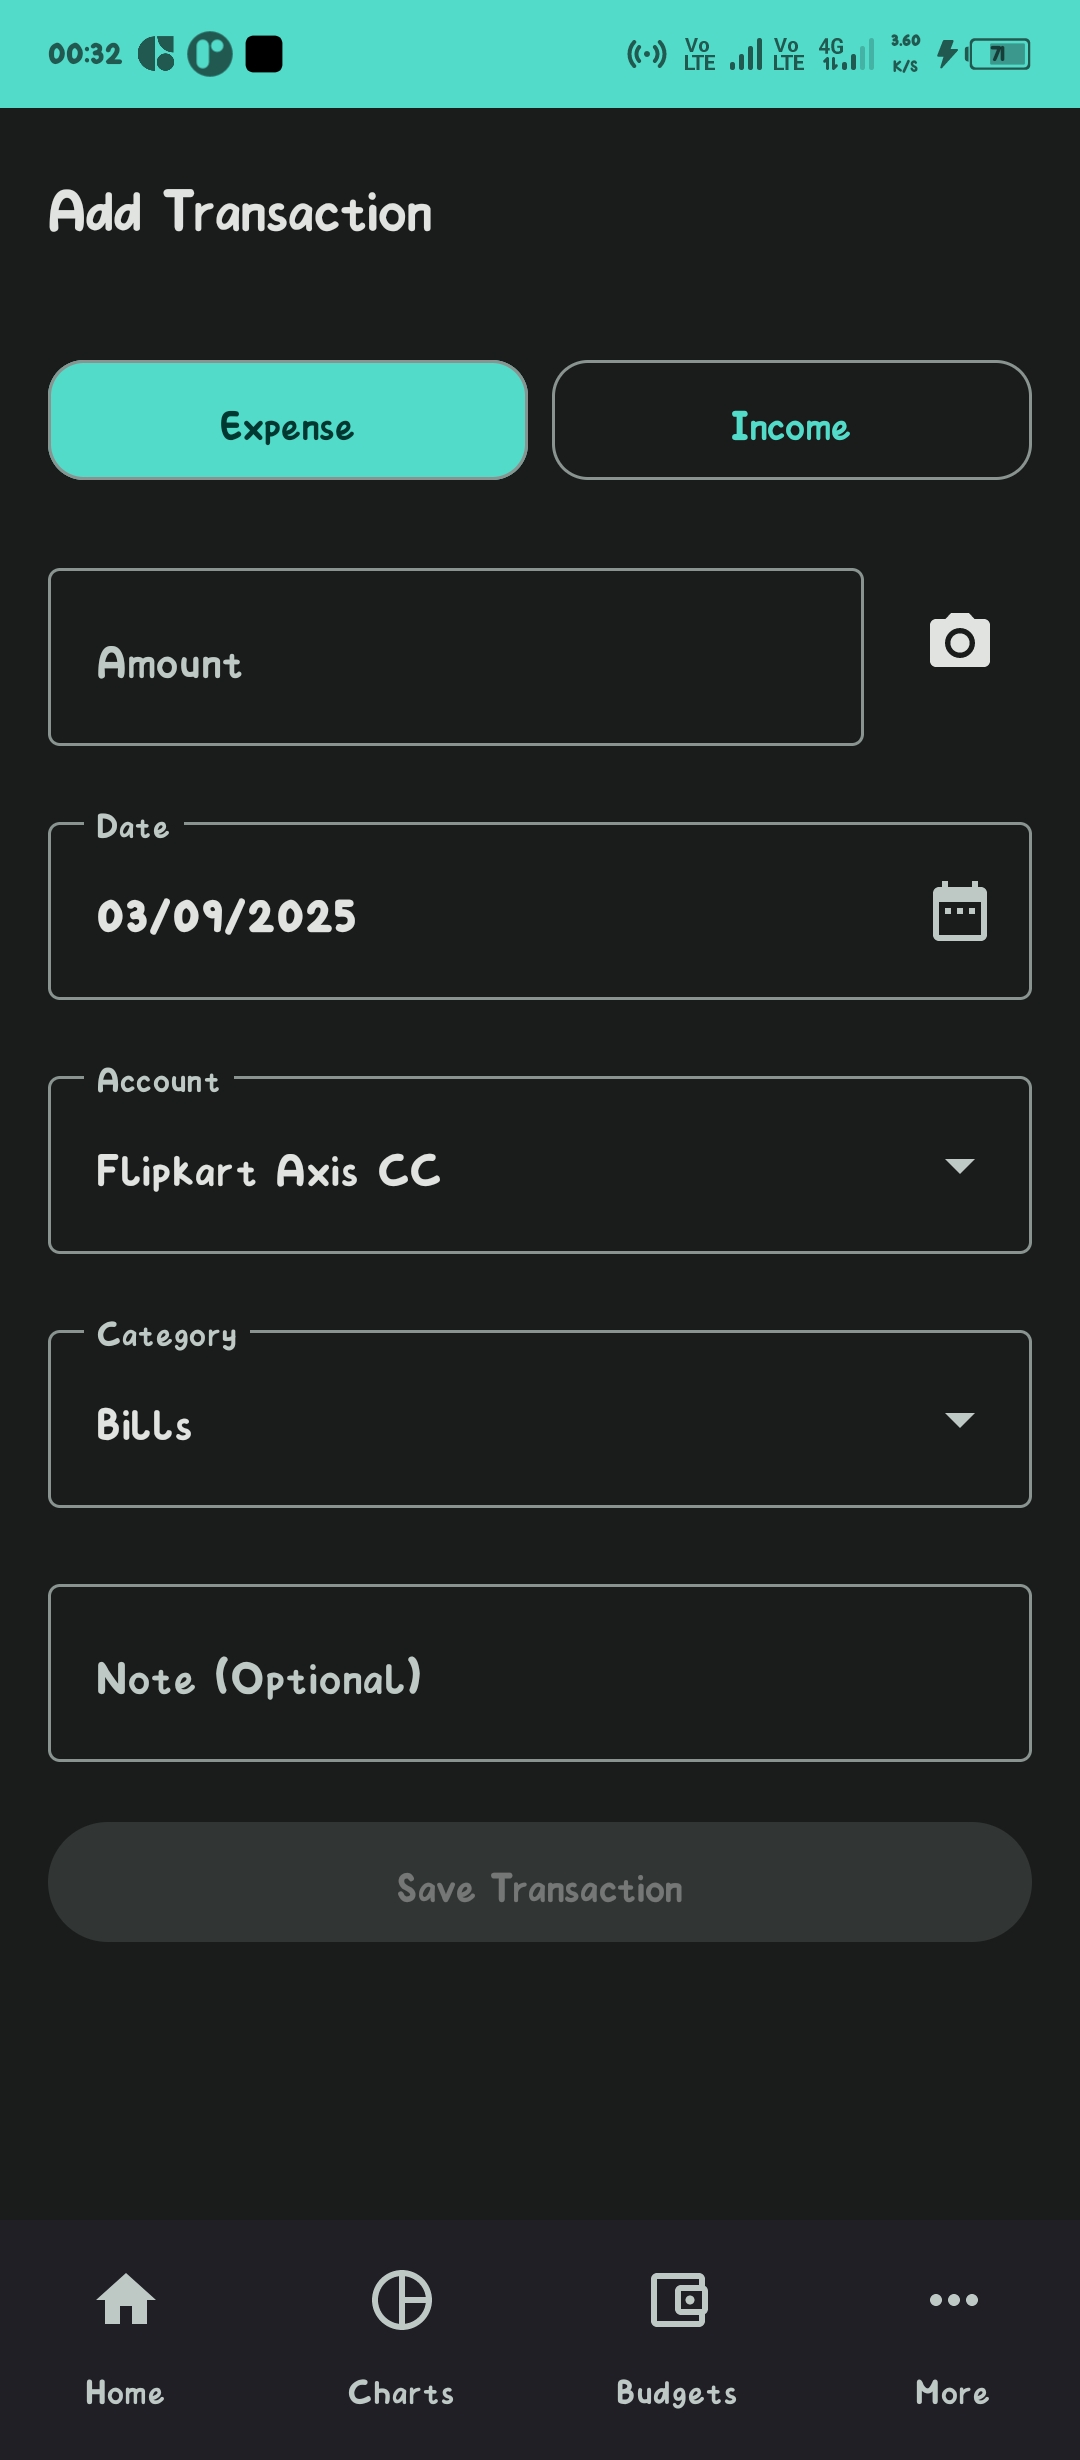 00:32 Vo LTE Vo LTE 4G 3.60 K/S 71
Add Transaction
Expense Income
Amount
Date
03/09/2025
Account
Flipkart Axis CC
Category
Bills
Note (Optional)
Save Transaction
Home Charts Budgets More